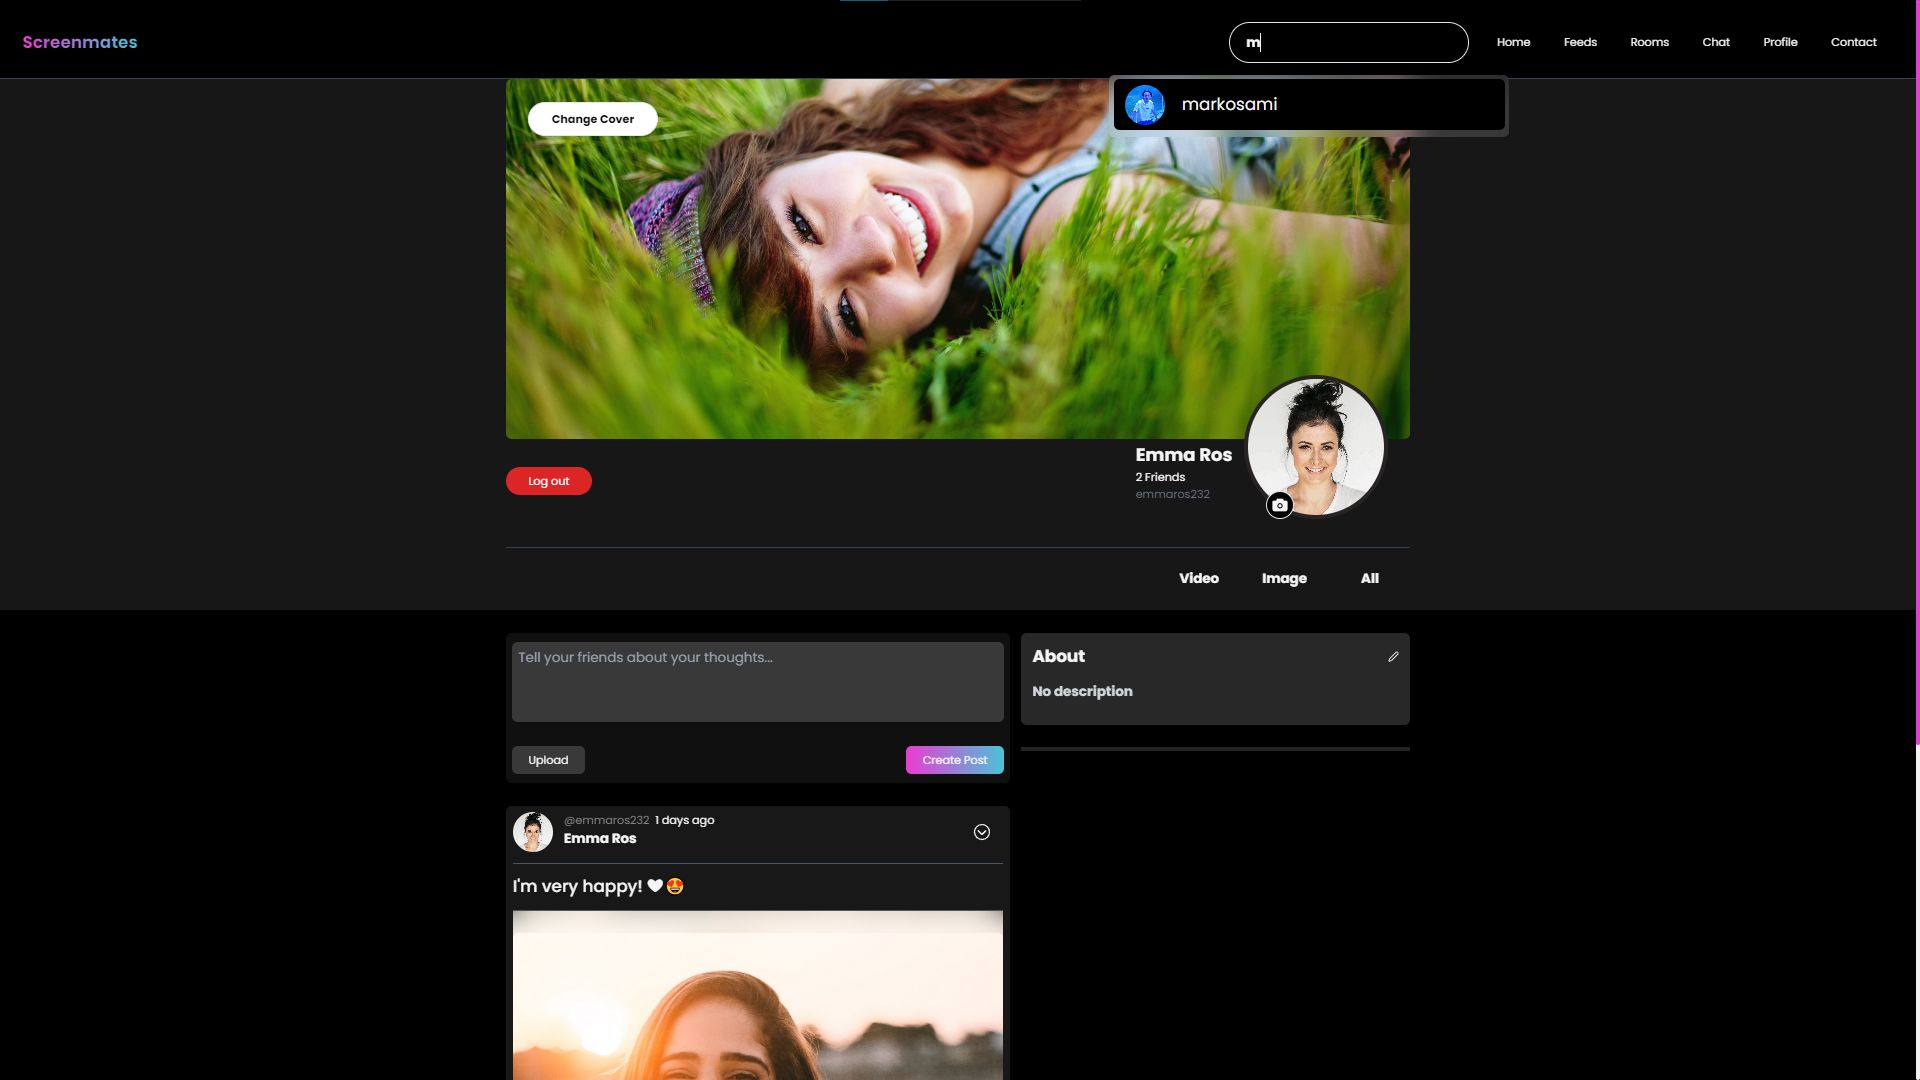 Screenmates
m
Home
Feeds
Rooms
Chat
Profile
Contact
markosami
Change Cover
Log out
Emma Ros
2 Friends
emmaros232
Video
Image
All
Tell your friends about your thoughts...
Upload
Create Post
About
No description
@emmaros232 1 days ago
Emma Ros
I'm very happy! 🤍😍